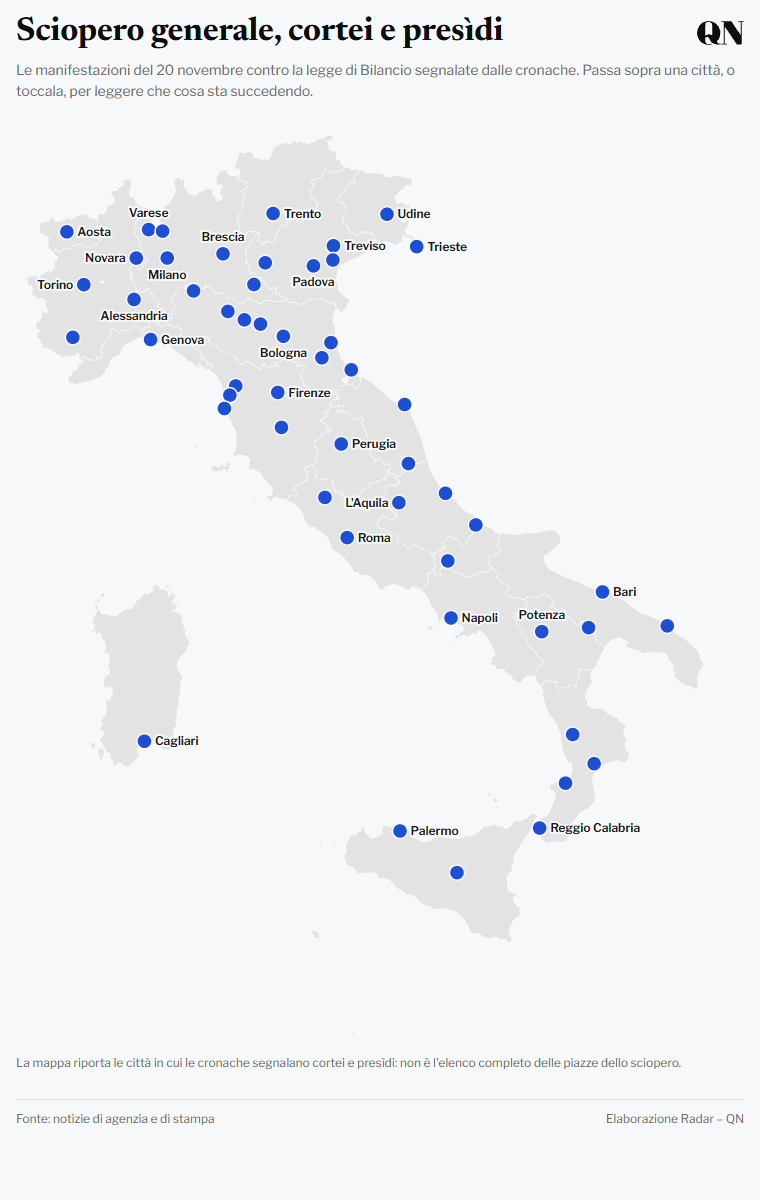 Sciopero generale, cortei e presìdi
QN
Le manifestazioni del 20 novembre contro la legge di Bilancio segnalate dalle cronache. Passa sopra una città, o
toccala, per leggere che cosa sta succedendo.
Varese
Trento
Udine
Aosta
Brescia
Treviso
Trieste
Novara
Milano
Padova
Torino
Alessandria
Genova
Bologna
Firenze
Perugia
L'Aquila
Roma
Bari
Napoli
Potenza
Cagliari
Palermo
Reggio Calabria
La mappa riporta le città in cui le cronache segnalano cortei e presìdi: non è l'elenco completo delle piazze dello sciopero.
Fonte: notizie di agenzia e di stampa
Elaborazione Radar – QN